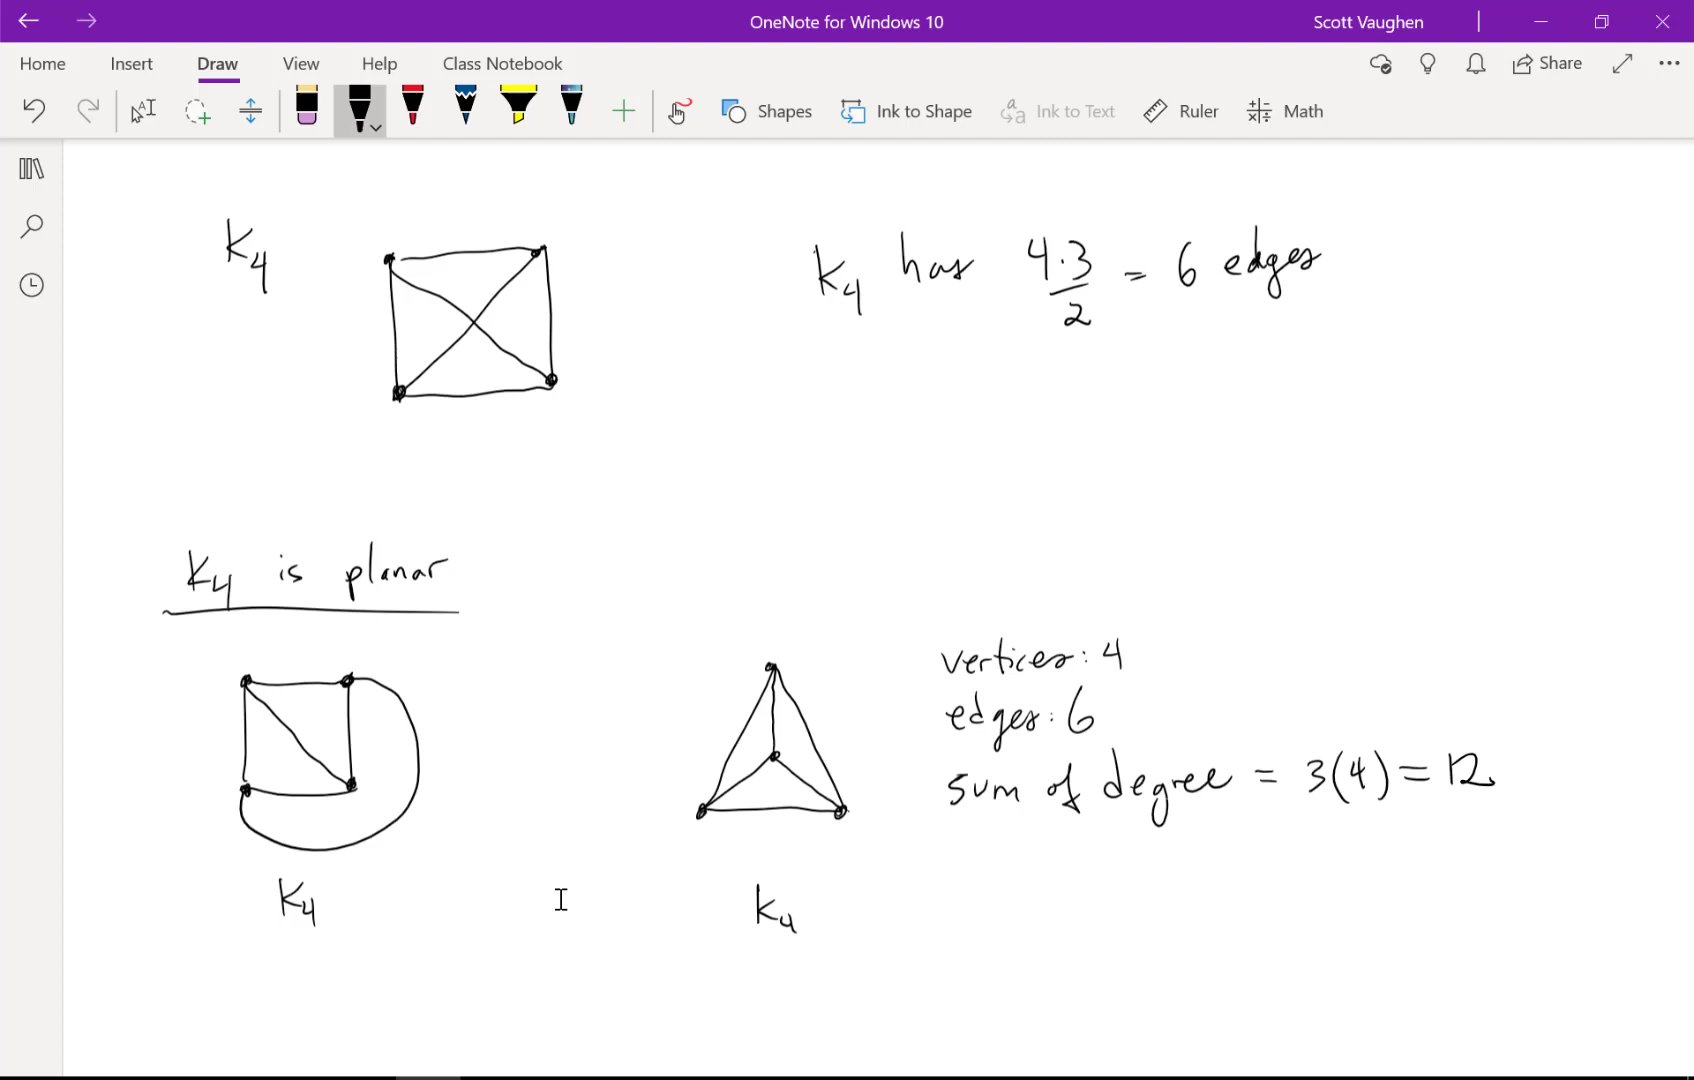 OneNote for Windows 10
Scott Vaughen
Home Insert Draw View Help Class Notebook Share
Shapes Ink to Shape Ink to Text Ruler Math
K4
K4 has 4·3/2 = 6 edges
K4 is planar
vertices: 4
edges: 6
sum of degree = 3(4) = 12
K4
K4